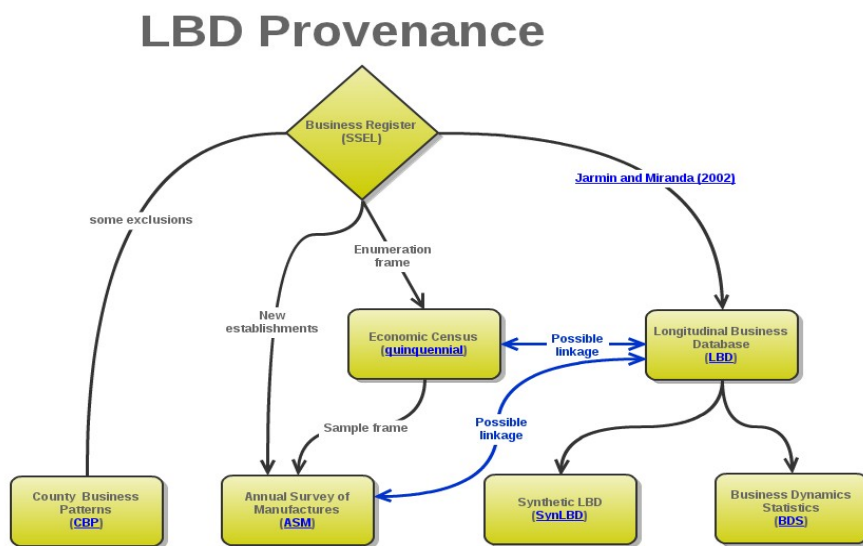 LBD Provenance
Business Register
(SSEL)
Jarmin and Miranda (2002)
some exclusions
Enumeration
frame
New
establishments
Economic Census
(quinquennial)
Possible
linkage
Longitudinal Business
Database
(LBD)
Sample frame
Possible
linkage
County Business
Patterns
(CBP)
Annual Survey of
Manufactures
(ASM)
Synthetic LBD
(SynLBD)
Business Dynamics
Statistics
(BDS)